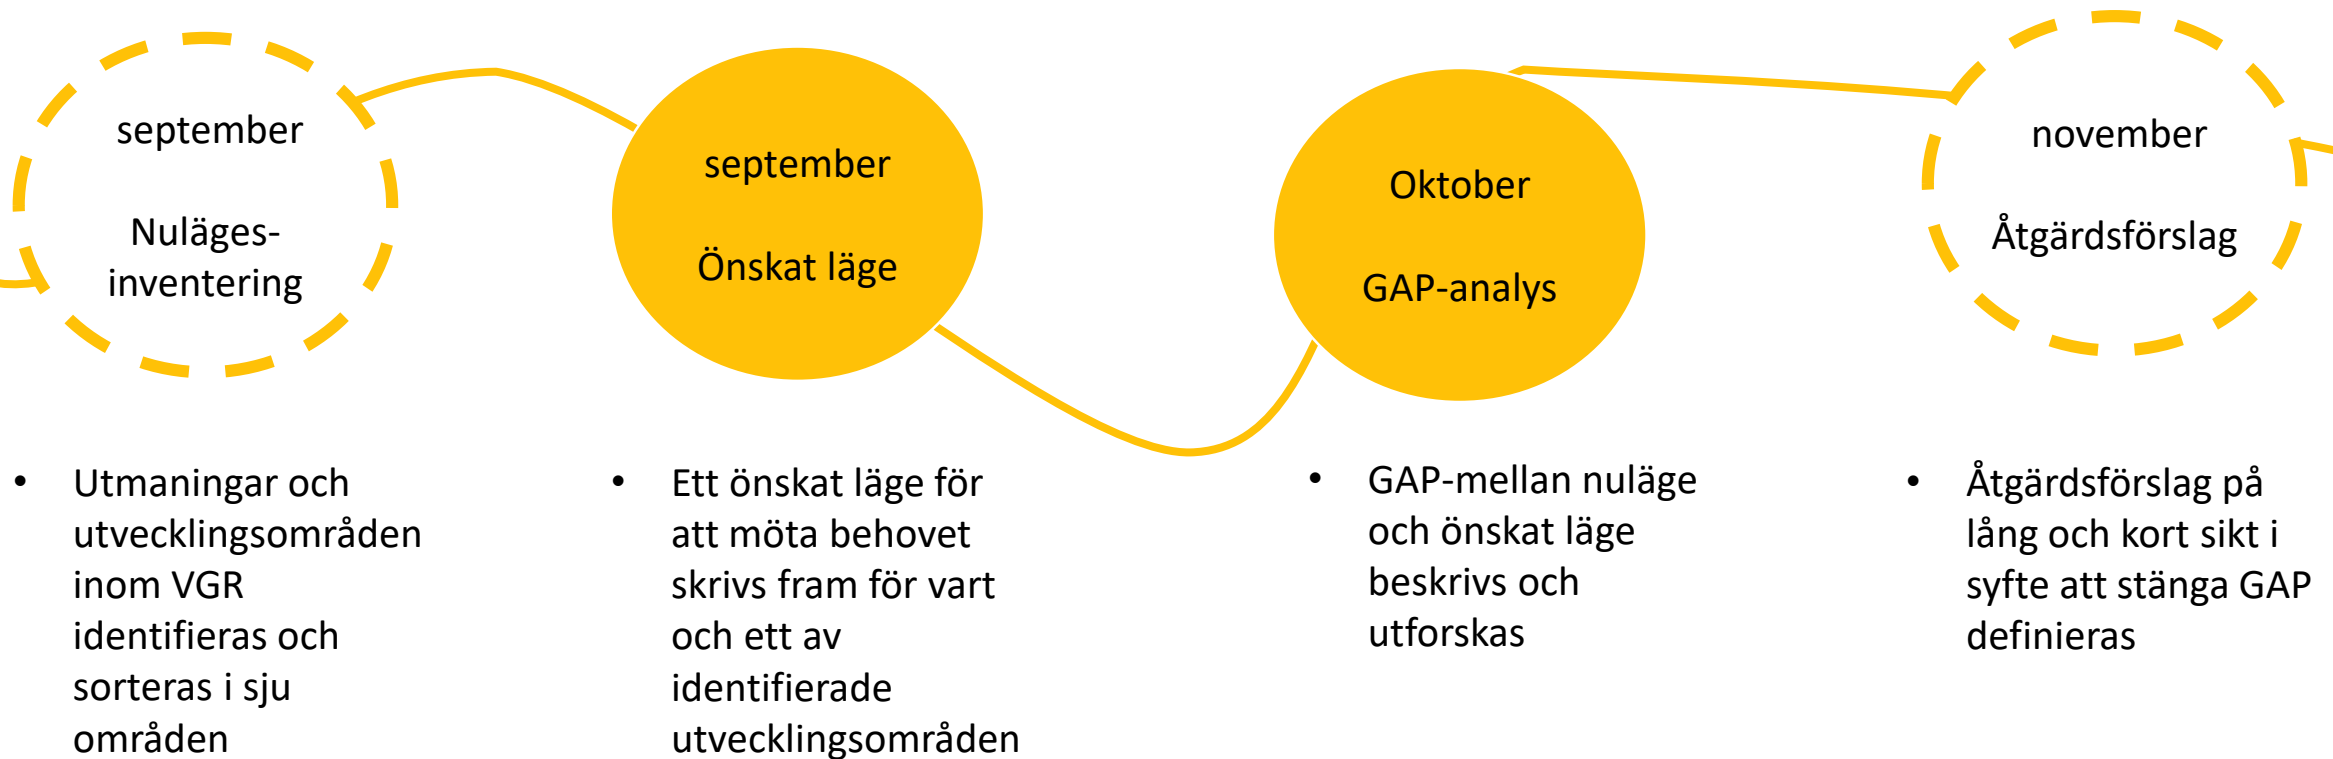 september
Nuläges-
inventering
• Utmaningar och
utvecklingsområden
inom VGR
identifieras och
sorteras i sju
områden
september
Önskat läge
• Ett önskat läge för
att möta behovet
skrivs fram för vart
och ett av
identifierade
utvecklingsområden
Oktober
GAP-analys
• GAP-mellan nuläge
och önskat läge
beskrivs och
utforskas
november
Åtgärdsförslag
• Åtgärdsförslag på
lång och kort sikt i
syfte att stänga GAP
definieras